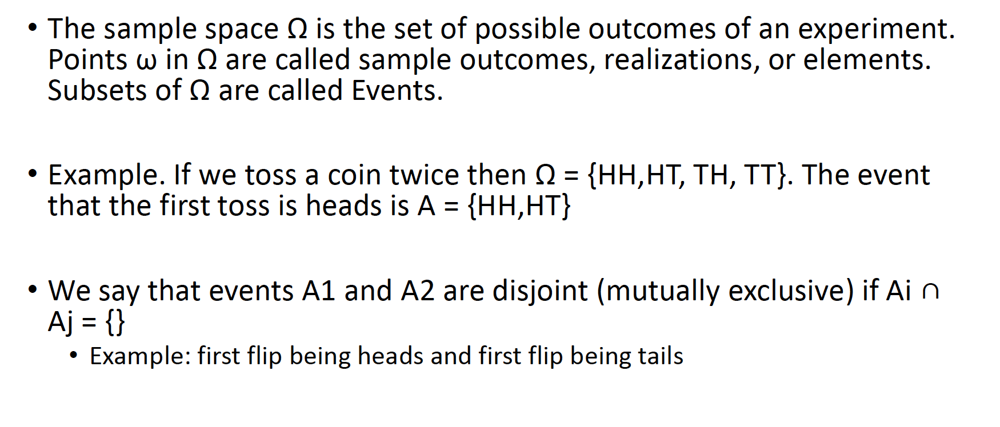 • The sample space Ω is the set of possible outcomes of an experiment.
Points ω in Ω are called sample outcomes, realizations, or elements.
Subsets of Ω are called Events.
• Example. If we toss a coin twice then Ω = {HH,HT, TH, TT}. The event
that the first toss is heads is A = {HH,HT}
• We say that events A1 and A2 are disjoint (mutually exclusive) if Ai ∩
Aj = {}
• Example: first flip being heads and first flip being tails